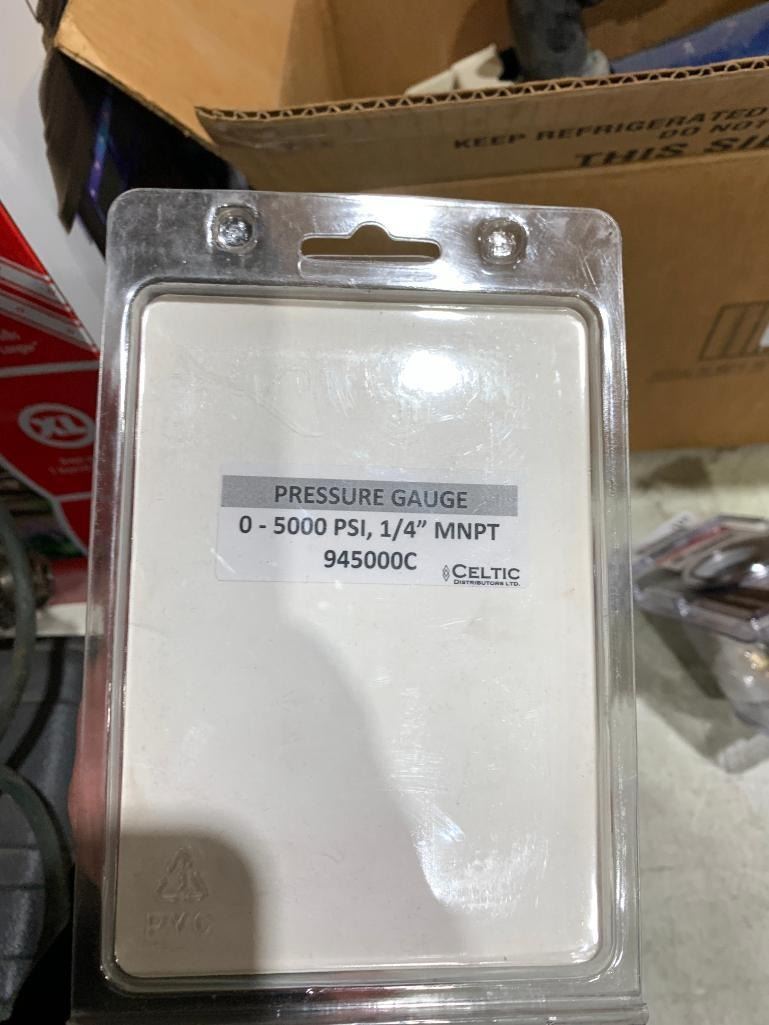 KEEP REFRIGERATED
DO NOT
THIS SI
XL
PRESSURE GAUGE
0 - 5000 PSI, 1/4” MNPT
945000C
CELTIC
DISTRIBUTORS LTD.
PVC